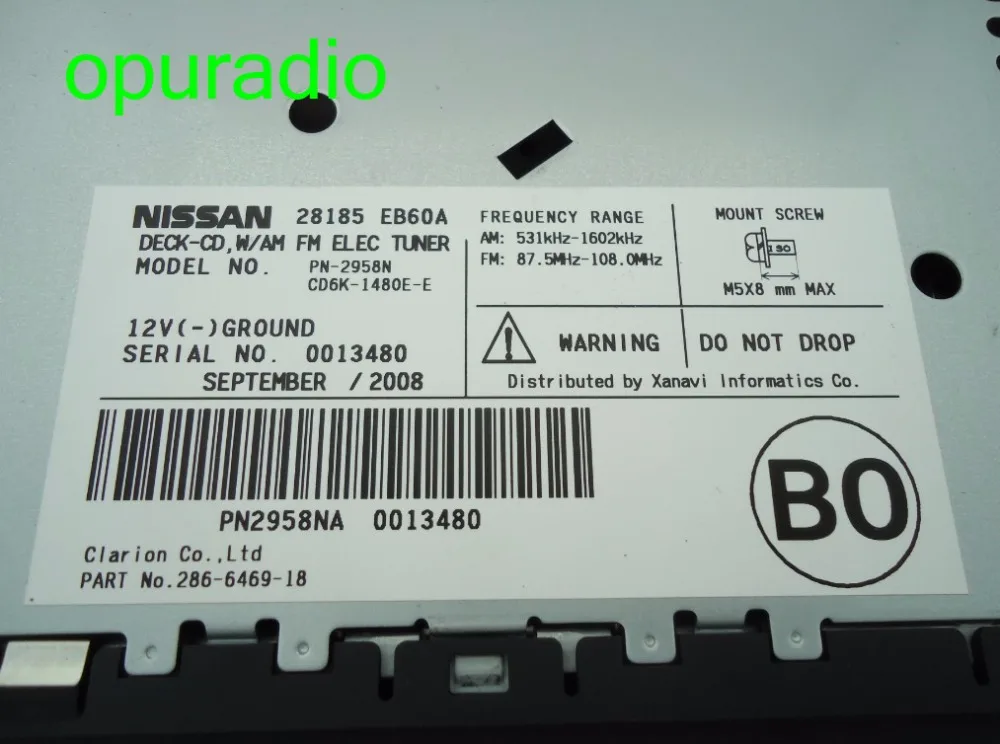 opuradio
NISSAN 28185 EB60A
DECK-CD,W/AM FM ELEC TUNER
MODEL NO. PN-2958N
CD6K-1480E-E
12V(-)GROUND
SERIAL NO. 0013480
SEPTEMBER /2008
FREQUENCY RANGE
AM: 531kHz-1602kHz
FM: 87.5MHz-108.0MHz
MOUNT SCREW
ISO
M5X8 mm MAX
WARNING
DO NOT DROP
Distributed by Xanavi Informatics Co.
PN2958NA 0013480
BO
Clarion Co.,Ltd
PART No.286-6469-18